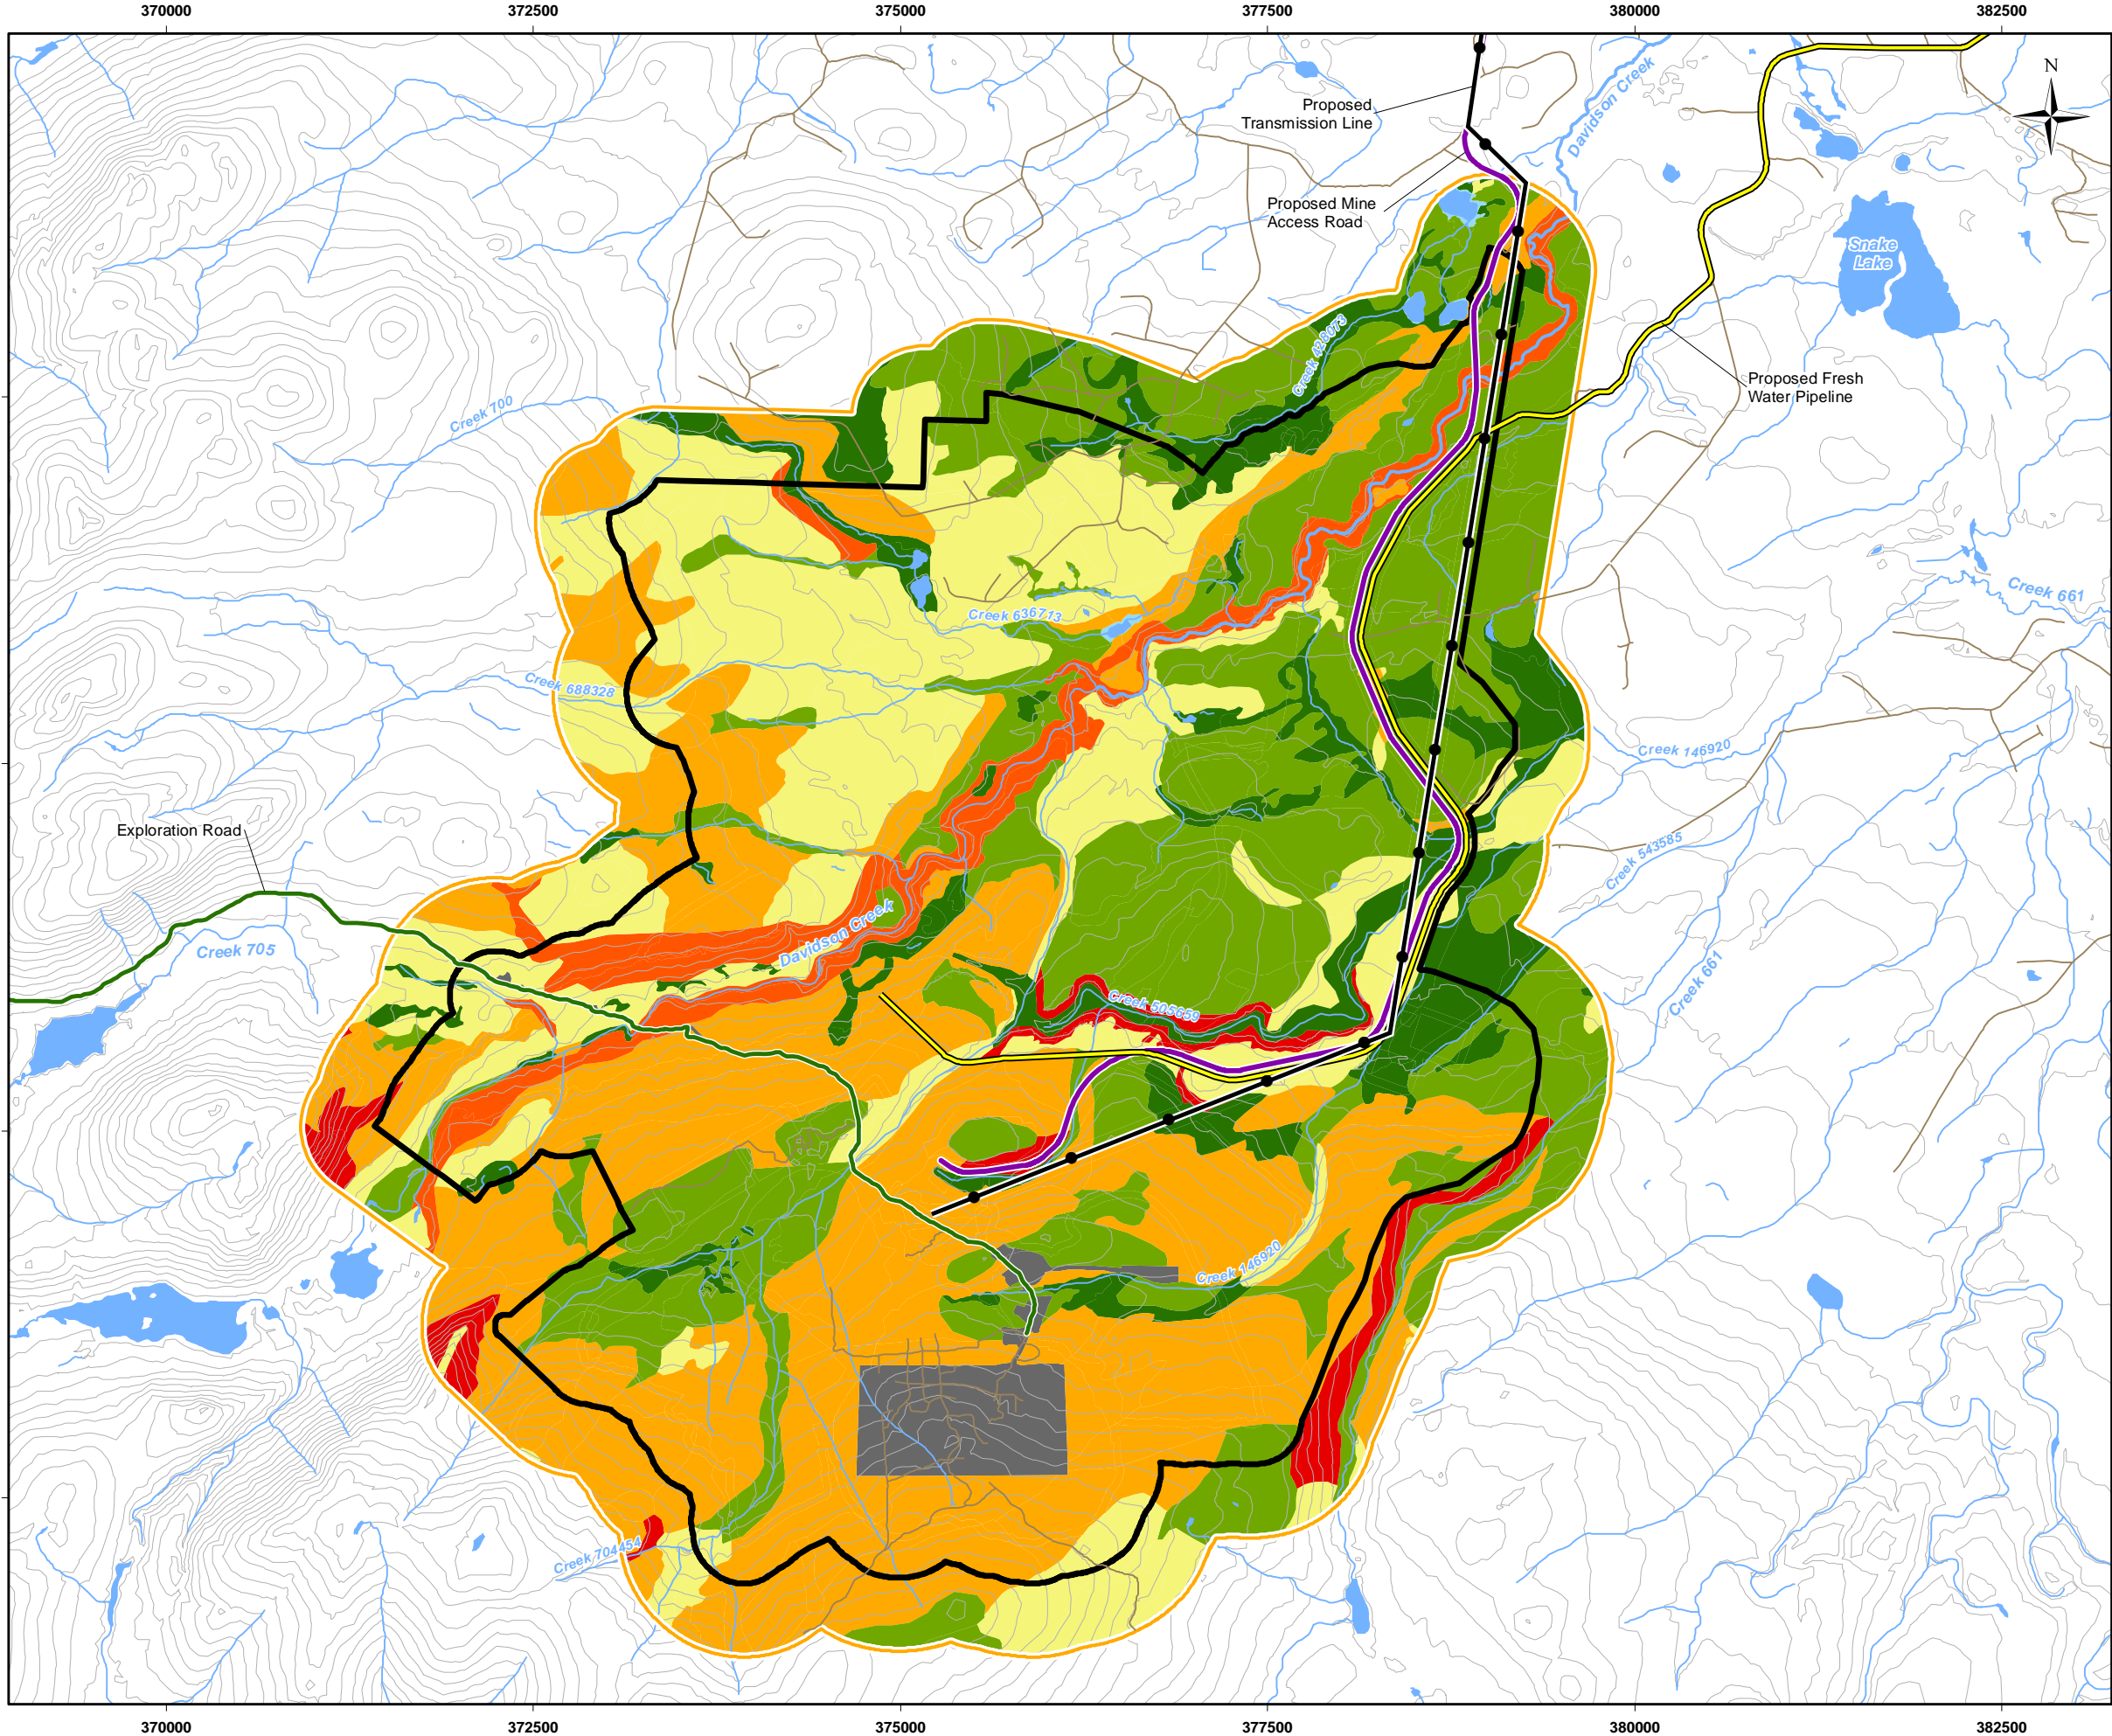 370000
372500
375000
377500
380000
382500
N
Davidson Creek
Proposed
Transmission Line
Proposed Mine
Access Road
Snake
Lake
Creek 428073
Proposed Fresh
Water Pipeline
Creek 700
Creek 661
Creek 636713
Creek 688328
Creek 146920
Exploration Road
Creek 543585
Davidson Creek
Creek 705
Creek 661
Creek 505659
Creek 146920
Creek 704454
370000
372500
375000
377500
380000
382500